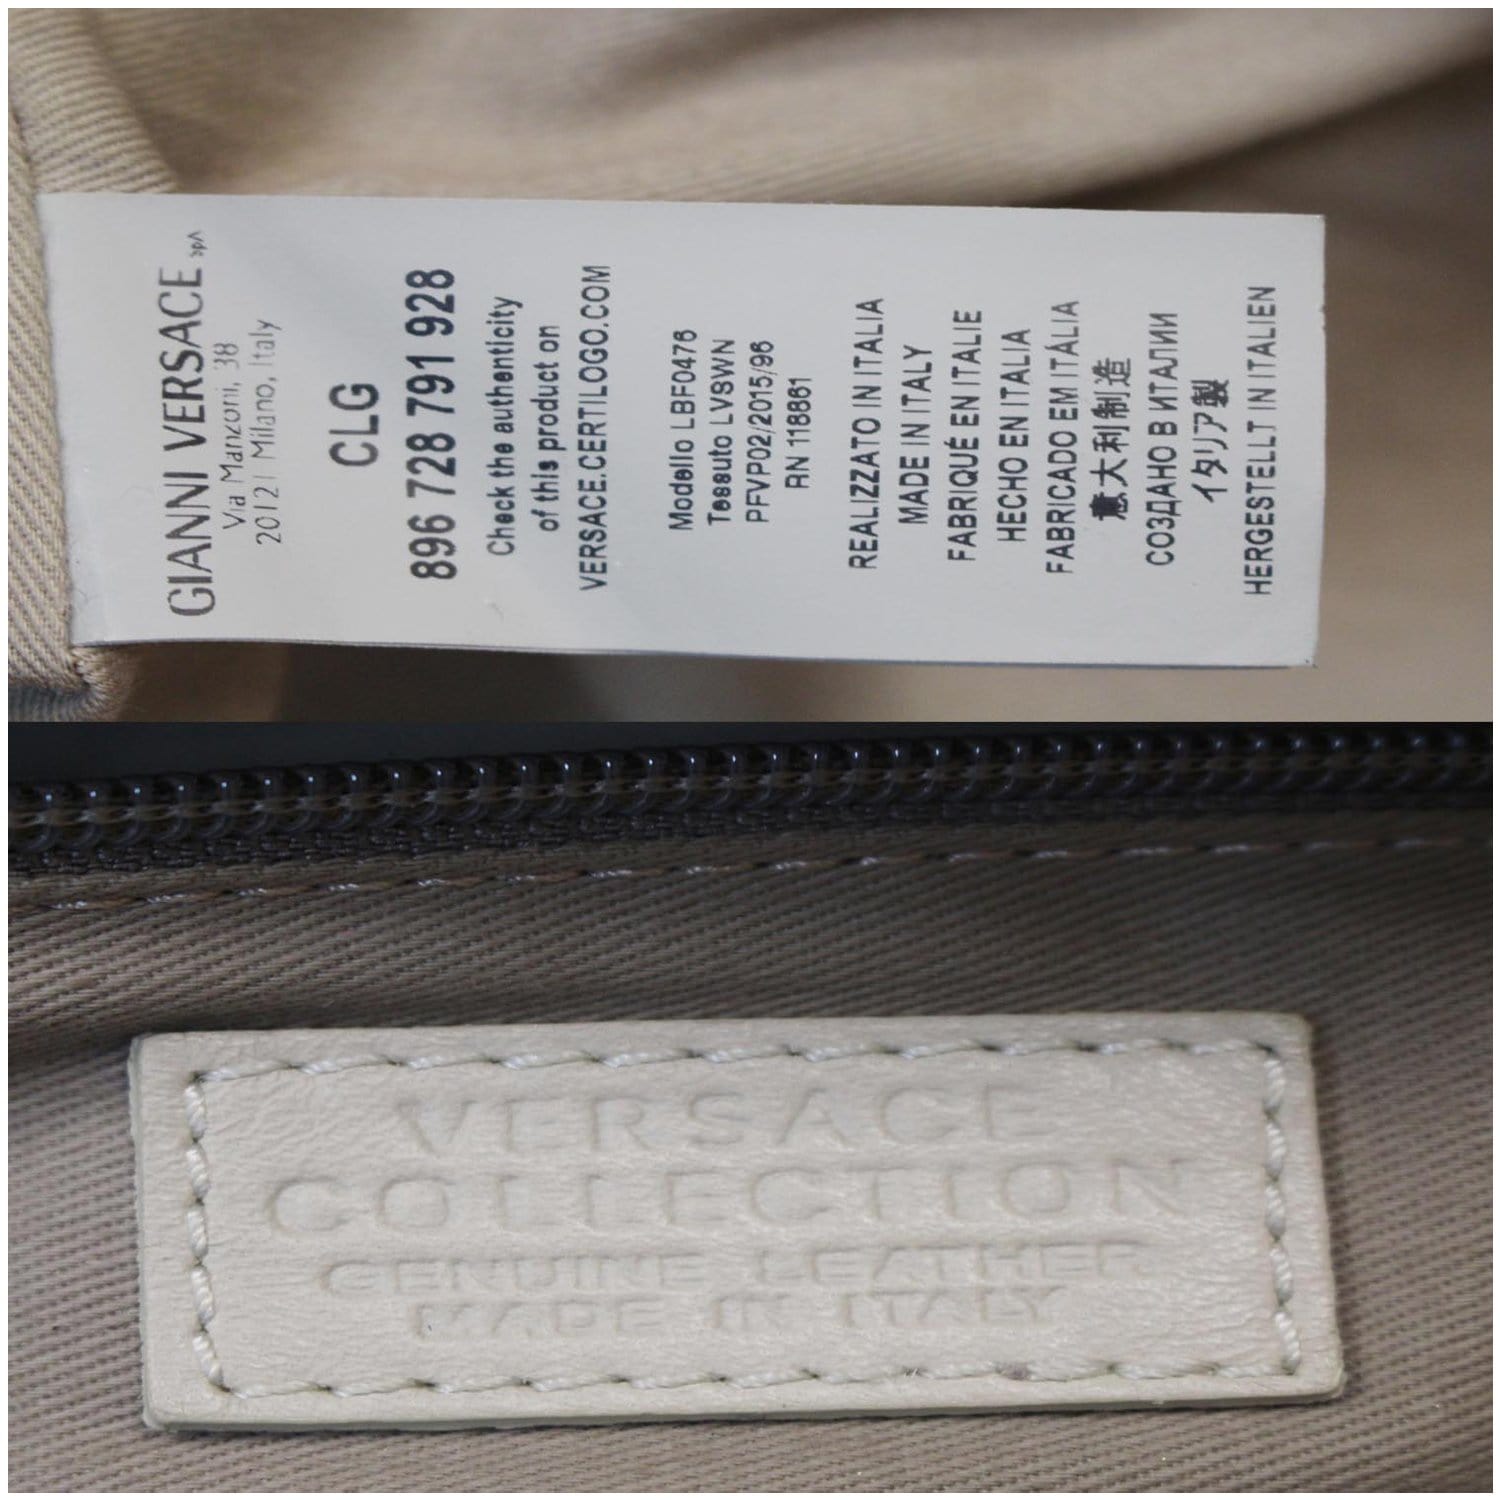 GIANNI VERSACE SpA
Via Manzoni, 38
20121 Milano, Italy
CLG
896 728 791 928
Check the authenticity
of this product on
VERSACE.CERTILOGO.COM
Modello LBF0476
Tessuto LVSWN
PFVP02/2015/96
RN 118861
REALIZZATO IN ITALIA
MADE IN ITALY
FABRIQUÉ EN ITALIE
HECHO EN ITALIA
FABRICADO EM ITÁLIA
意大利制造
СОЗДАНО В ИТАЛИИ
イタリア製
HERGESTELLT IN ITALIEN
VERSACE
COLLECTION
GENUINE LEATHER
MADE IN ITALY